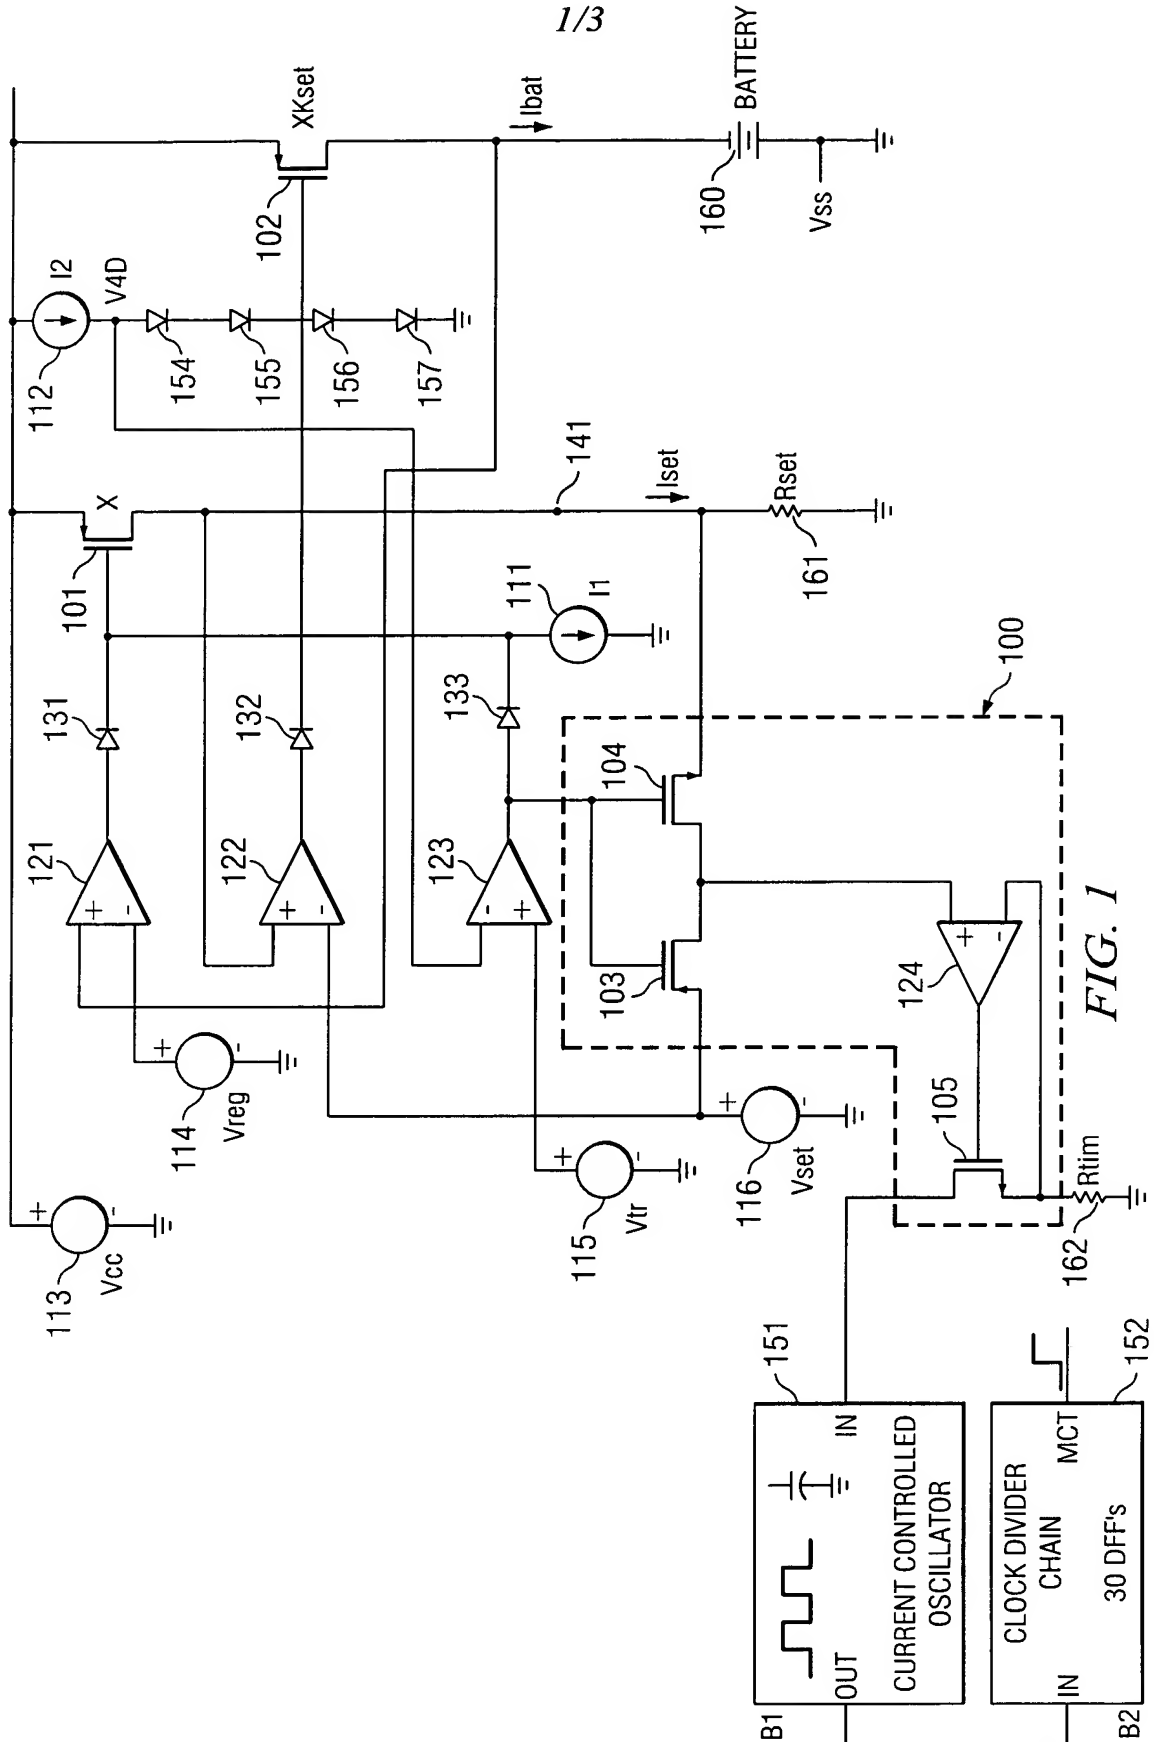 1/3
BATTERY
XKset
Ibat
102
160
Vss
I2
V4D
112
154
155
156
157
X
101
141
Iset
Rset
161
111
I1
131
132
133
100
104
121
122
123
+
-
+
-
-
+
103
124
+
-
FIG. 1
+
-
114
Vreg
105
+
-
116
Vset
+
-
115
Vtr
Rtim
162
+
-
113
Vcc
151
IN
CURRENT CONTROLLED
OSCILLATOR
OUT
B1
152
MCT
CLOCK DIVIDER
CHAIN
30 DFF's
IN
B2